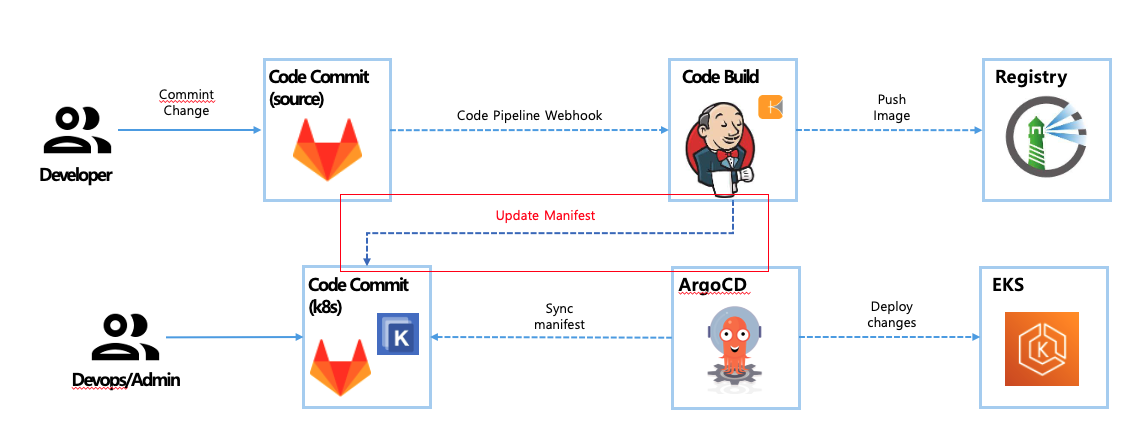 Code Commit
(source)
Code Build
Registry
Commint
Change
Code Pipeline Webhook
Push
Image
Developer
Update Manifest
Code Commit
(k8s)
K
ArgoCD
EKS
Sync
manifest
Deploy
changes
K
Devops/Admin